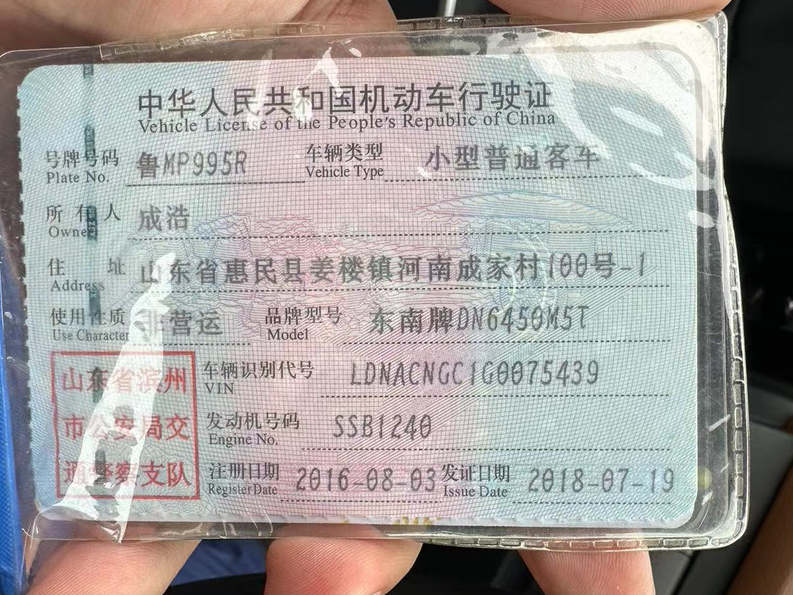 中华人民共和国机动车行驶证
Vehicle License of the People's Republic of China
号牌号码 鲁MP995R 车辆类型 小型普通客车
Plate No. Vehicle Type
所有人 成浩
Owner
住址 山东省惠民县姜楼镇河南成家村100号-1
Address
使用性质 非营运 品牌型号 东南牌DN6450M5T
Use Character Model
山东省滨州 车辆识别代号 LDNACNGC1G0075439
VIN
市公安局交 发动机号码 SSB1240
Engine No.
通警察支队 注册日期 2016-08-03 发证日期 2018-07-19
Register Date Issue Date